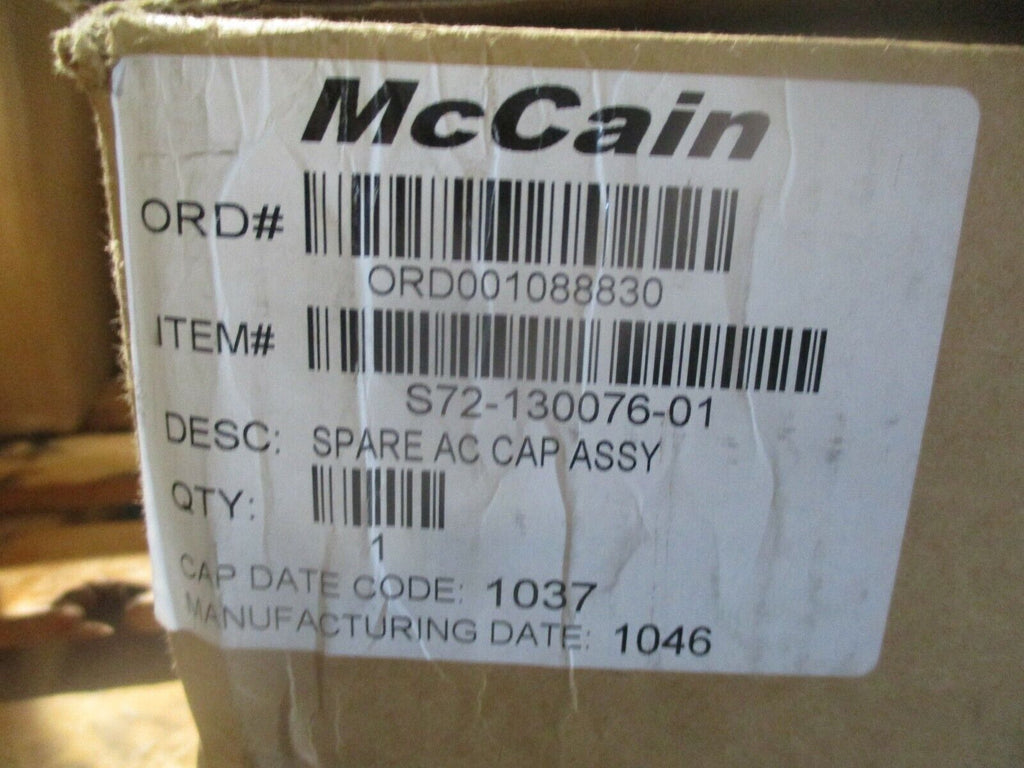 McCain
ORD#
ORD001088830
ITEM#
S72-130076-01
DESC: SPARE AC CAP ASSY
QTY:
1
CAP DATE CODE: 1037
MANUFACTURING DATE: 1046